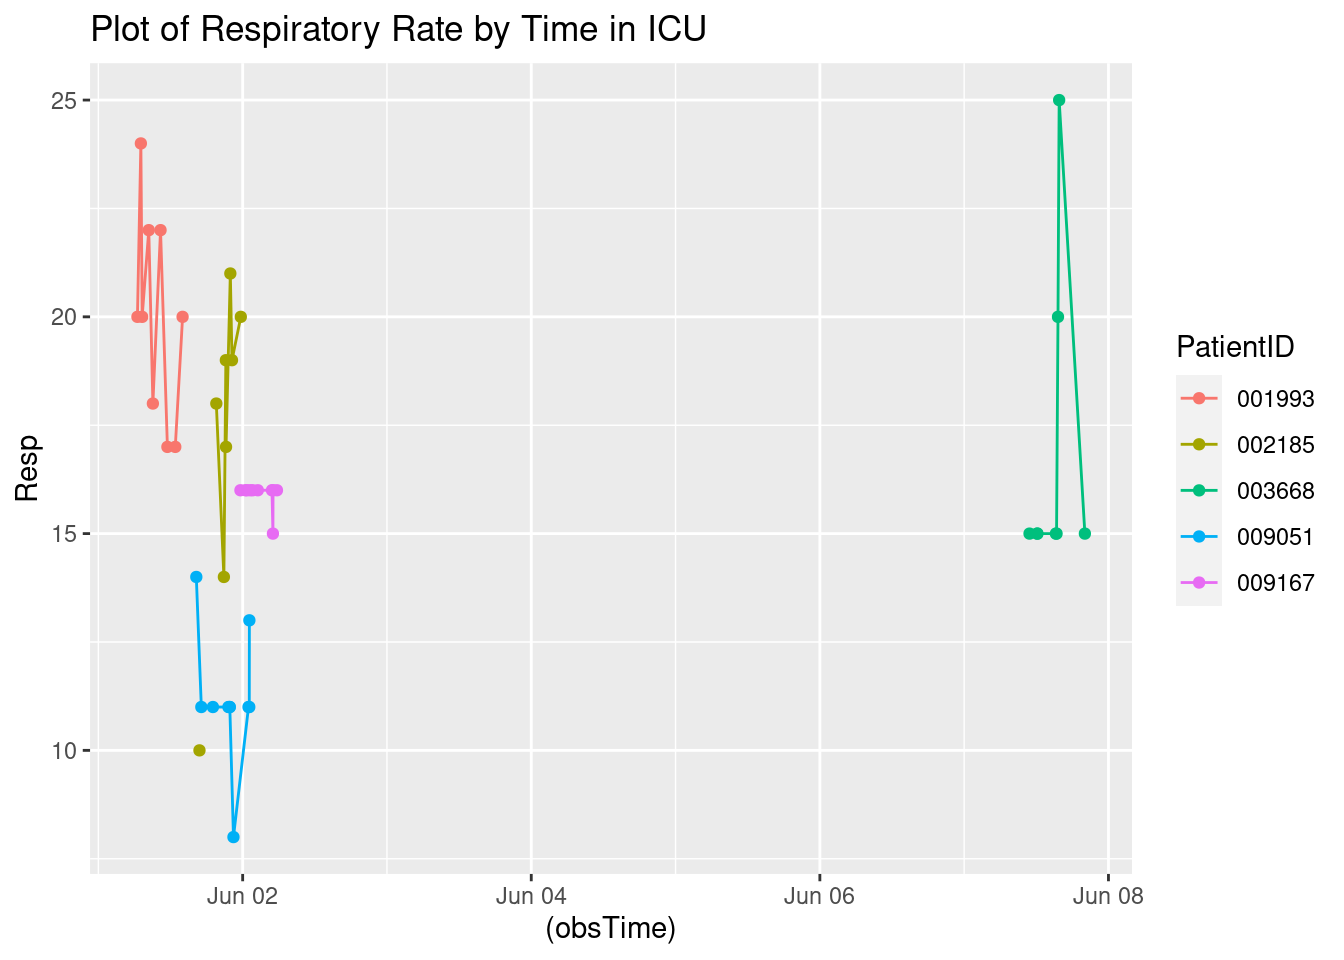 Plot of Respiratory Rate by Time in ICU
25
20
15
10
Resp
Jun 02
Jun 04
Jun 06
Jun 08
(obsTime)
PatientID
001993
002185
003668
009051
009167